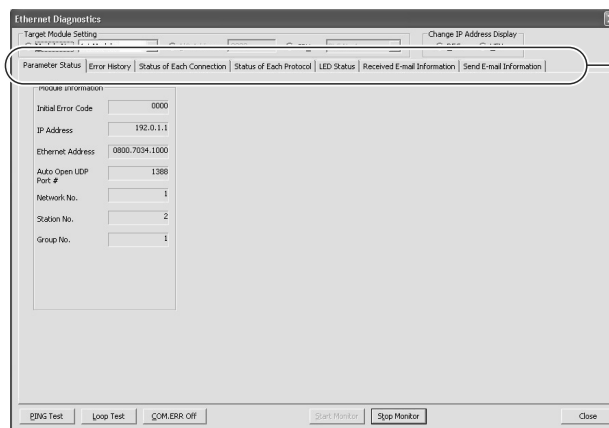 Ethernet Diagnostics
Target Module Setting
Change IP Address Display
Parameter Status Error History Status of Each Connection Status of Each Protocol LED Status Received E-mail Information Send E-mail Information
Module Information
Initial Error Code 0000
IP Address 192.0.1.1
Ethernet Address 0800.7034.1000
Auto Open UDP
Port # 1388
Network No. 1
Station No. 2
Group No. 1
PING Test Loop Test COM.ERR Off Start Monitor Stop Monitor Close